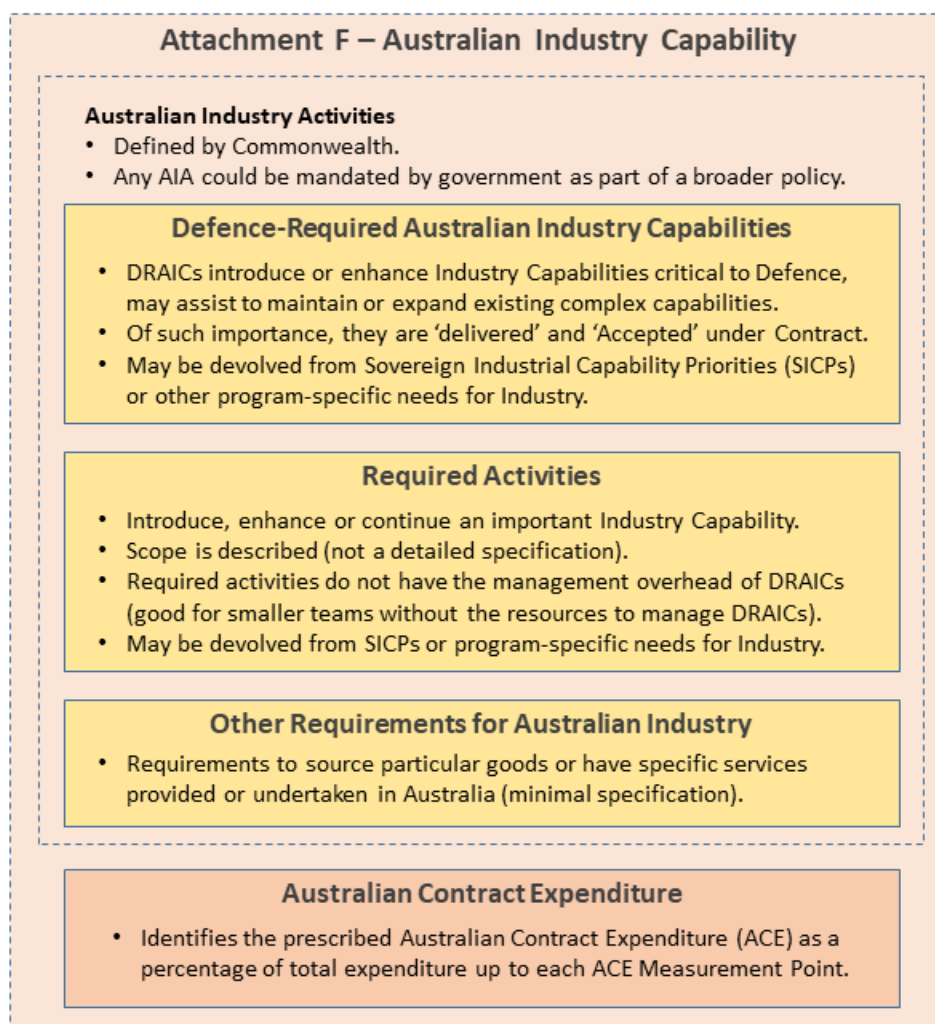 Attachment F – Australian Industry Capability
Australian Industry Activities
• Defined by Commonwealth.
• Any AIA could be mandated by government as part of a broader policy.
Defence-Required Australian Industry Capabilities
• DRAICs introduce or enhance Industry Capabilities critical to Defence,
may assist to maintain or expand existing complex capabilities.
• Of such importance, they are ‘delivered’ and ‘Accepted’ under Contract.
• May be devolved from Sovereign Industrial Capability Priorities (SICPs)
or other program-specific needs for Industry.
Required Activities
• Introduce, enhance or continue an important Industry Capability.
• Scope is described (not a detailed specification).
• Required activities do not have the management overhead of DRAICs
(good for smaller teams without the resources to manage DRAICs).
• May be devolved from SICPs or program-specific needs for Industry.
Other Requirements for Australian Industry
• Requirements to source particular goods or have specific services
provided or undertaken in Australia (minimal specification).
Australian Contract Expenditure
• Identifies the prescribed Australian Contract Expenditure (ACE) as a
percentage of total expenditure up to each ACE Measurement Point.